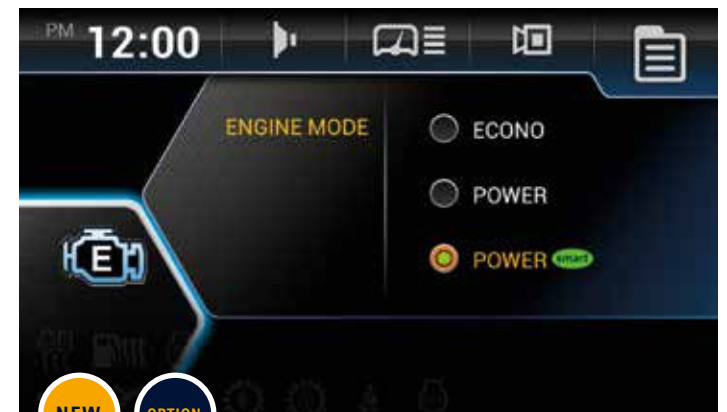 PM 12:00
ENGINE MODE
ECONO
POWER
POWER smart
E
NEW
OPTION